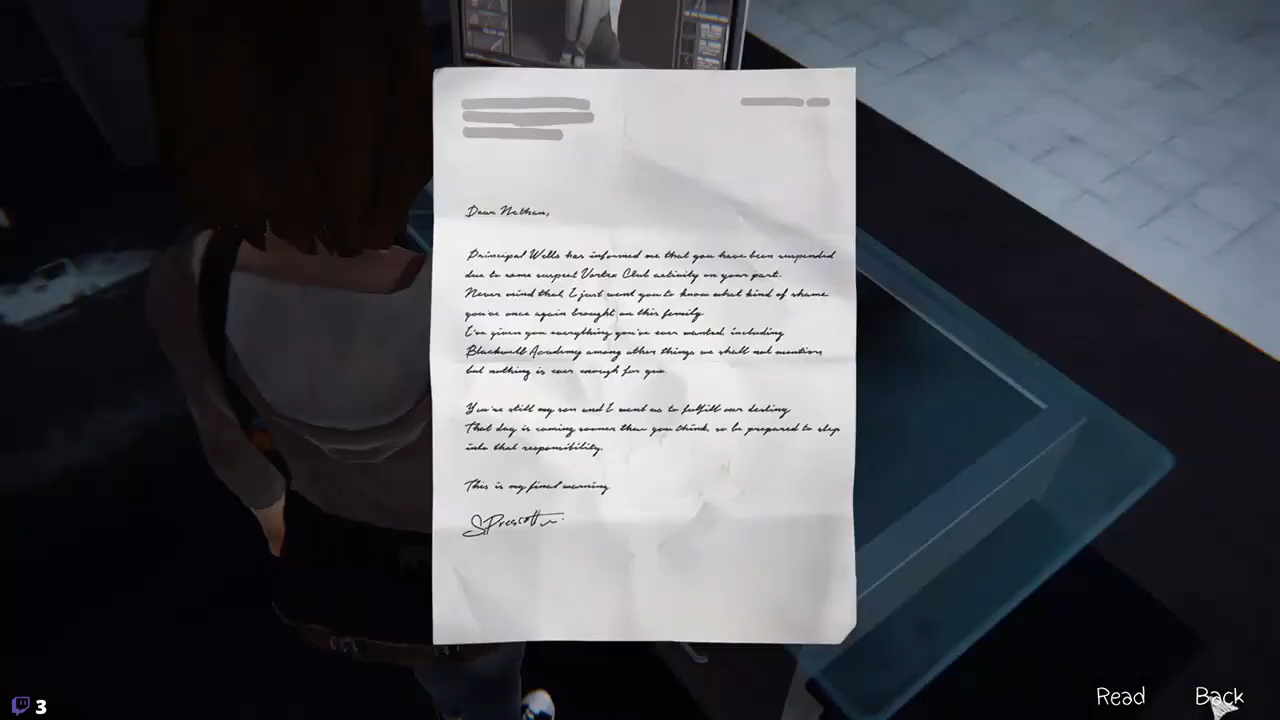 Dear Nathan,
Principal Wells has informed me that you have been suspended
due to some suspect Vortex Club activity on your part.
Never mind that, I just want you to know what kind of shame
you've once again brought on this family.
I've given you everything you've ever wanted including
Blackwell Academy among other things we shall not mention,
but nothing is ever enough for you.
You're still my son and I want us to fulfill our destiny.
That day is coming sooner than you think, so be prepared to step
into that responsibility.
This is my final warning
S. Prescott
Read Back
3